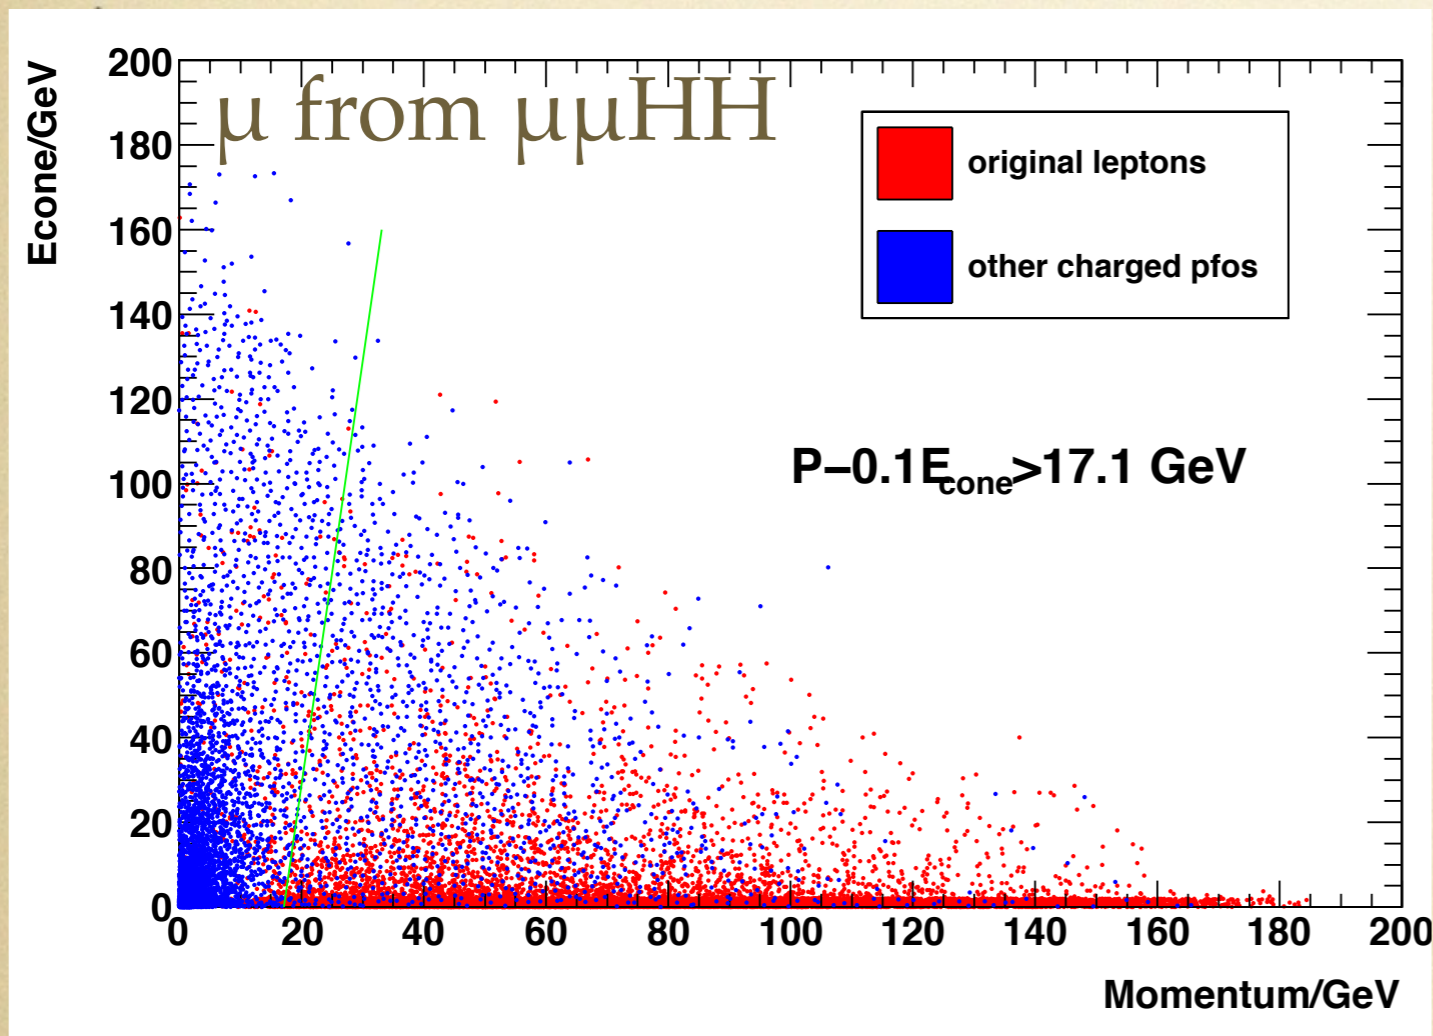 μ from μμHH
Econe/GeV
200
180
160
140
120
100
80
60
40
20
0
original leptons
other charged pfos
P−0.1Econe>17.1 GeV
0 20 40 60 80 100 120 140 160 180 200
Momentum/GeV